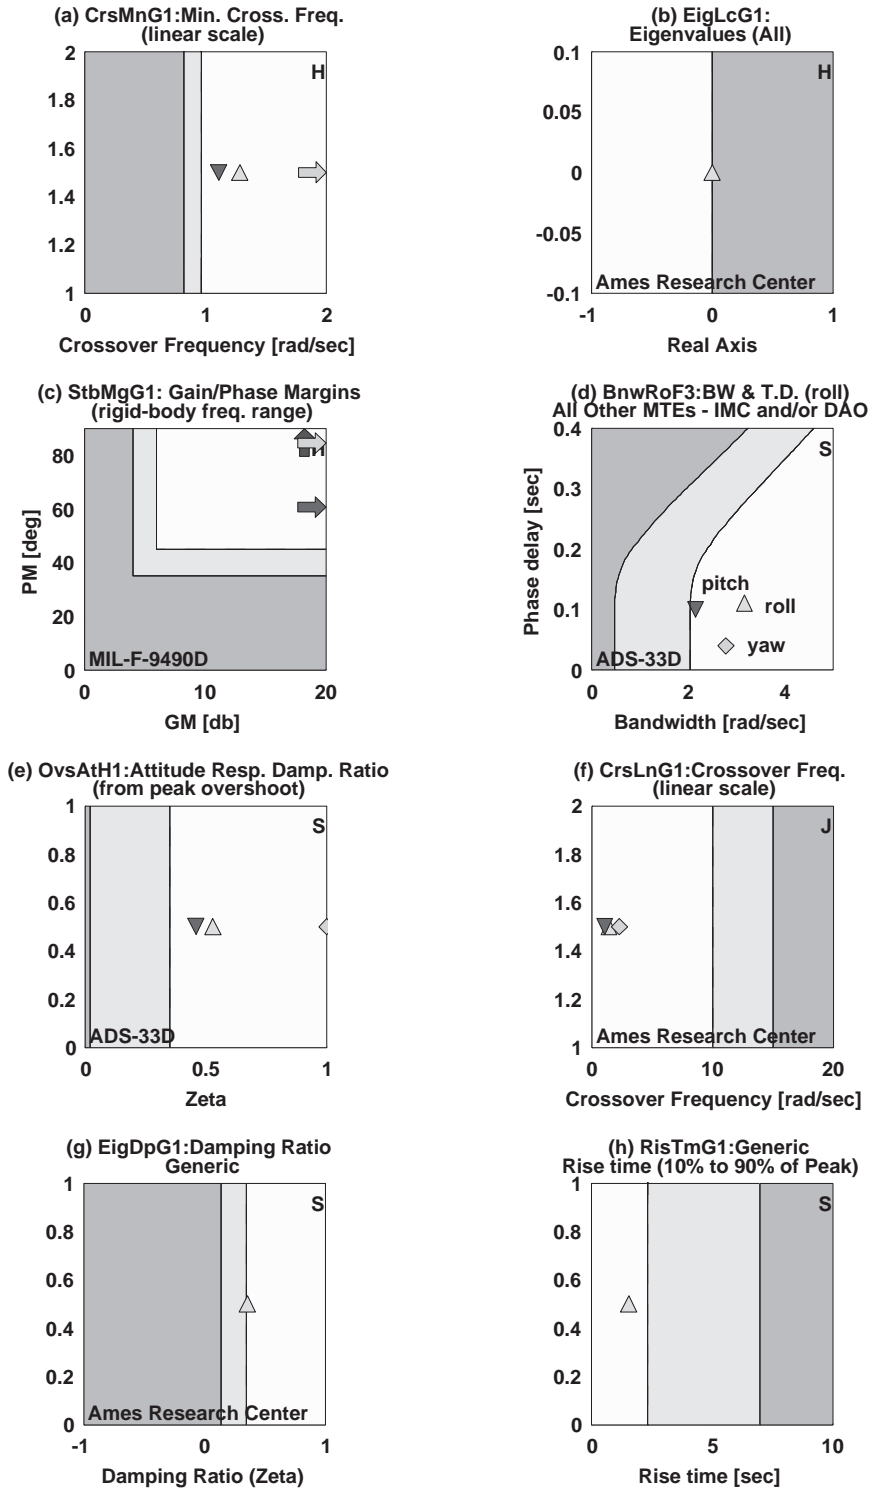 (a) CrsMnG1:Min. Cross. Freq.
(linear scale)
2
1.8
1.6
1.4
1.2
1
H
0
1
2
Crossover Frequency [rad/sec]
(b) EigLcG1:
Eigenvalues (All)
0.1
0.05
0
-0.05
-0.1
H
Ames Research Center
-1
0
1
Real Axis
(c) StbMgG1: Gain/Phase Margins
(rigid-body freq. range)
80
60
40
20
0
PM [deg]
H
MIL-F-9490D
0
10
20
GM [db]
(d) BnwRoF3:BW & T.D. (roll)
All Other MTEs - IMC and/or DAO
0.4
0.3
0.2
0.1
0
Phase delay [sec]
S
pitch
roll
yaw
ADS-33D
0
2
4
Bandwidth [rad/sec]
(e) OvsAtH1:Attitude Resp. Damp. Ratio
(from peak overshoot)
1
0.8
0.6
0.4
0.2
0
S
ADS-33D
0
0.5
1
Zeta
(f) CrsLnG1:Crossover Freq.
(linear scale)
2
1.8
1.6
1.4
1.2
1
J
Ames Research Center
0
10
20
Crossover Frequency [rad/sec]
(g) EigDpG1:Damping Ratio
Generic
1
0.8
0.6
0.4
0.2
0
S
Ames Research Center
-1
0
1
Damping Ratio (Zeta)
(h) RisTmG1:Generic
Rise time (10% to 90% of Peak)
1
0.8
0.6
0.4
0.2
0
S
0
5
10
Rise time [sec]